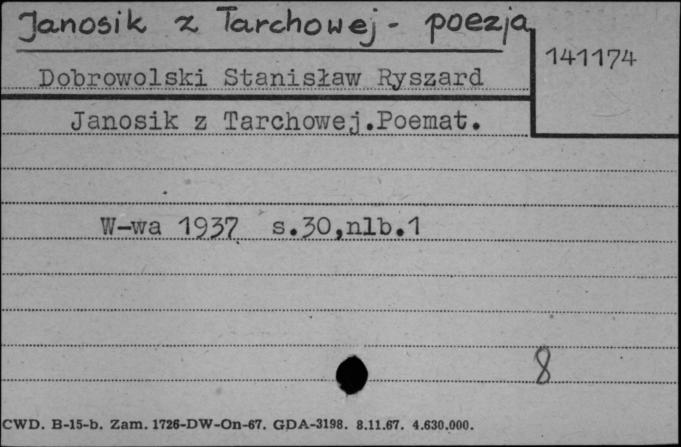 Janosik z Tarchowej - poezja
141174
Dobrowolski Stanisław Ryszard
Janosik z Tarchowej.Poemat.
W-wa 1937 s.30,nlb.1
8
CWD. B-15-b. Zam. 1726-DW-On-67. GDA-3198. 8.11.67. 4.630.000.